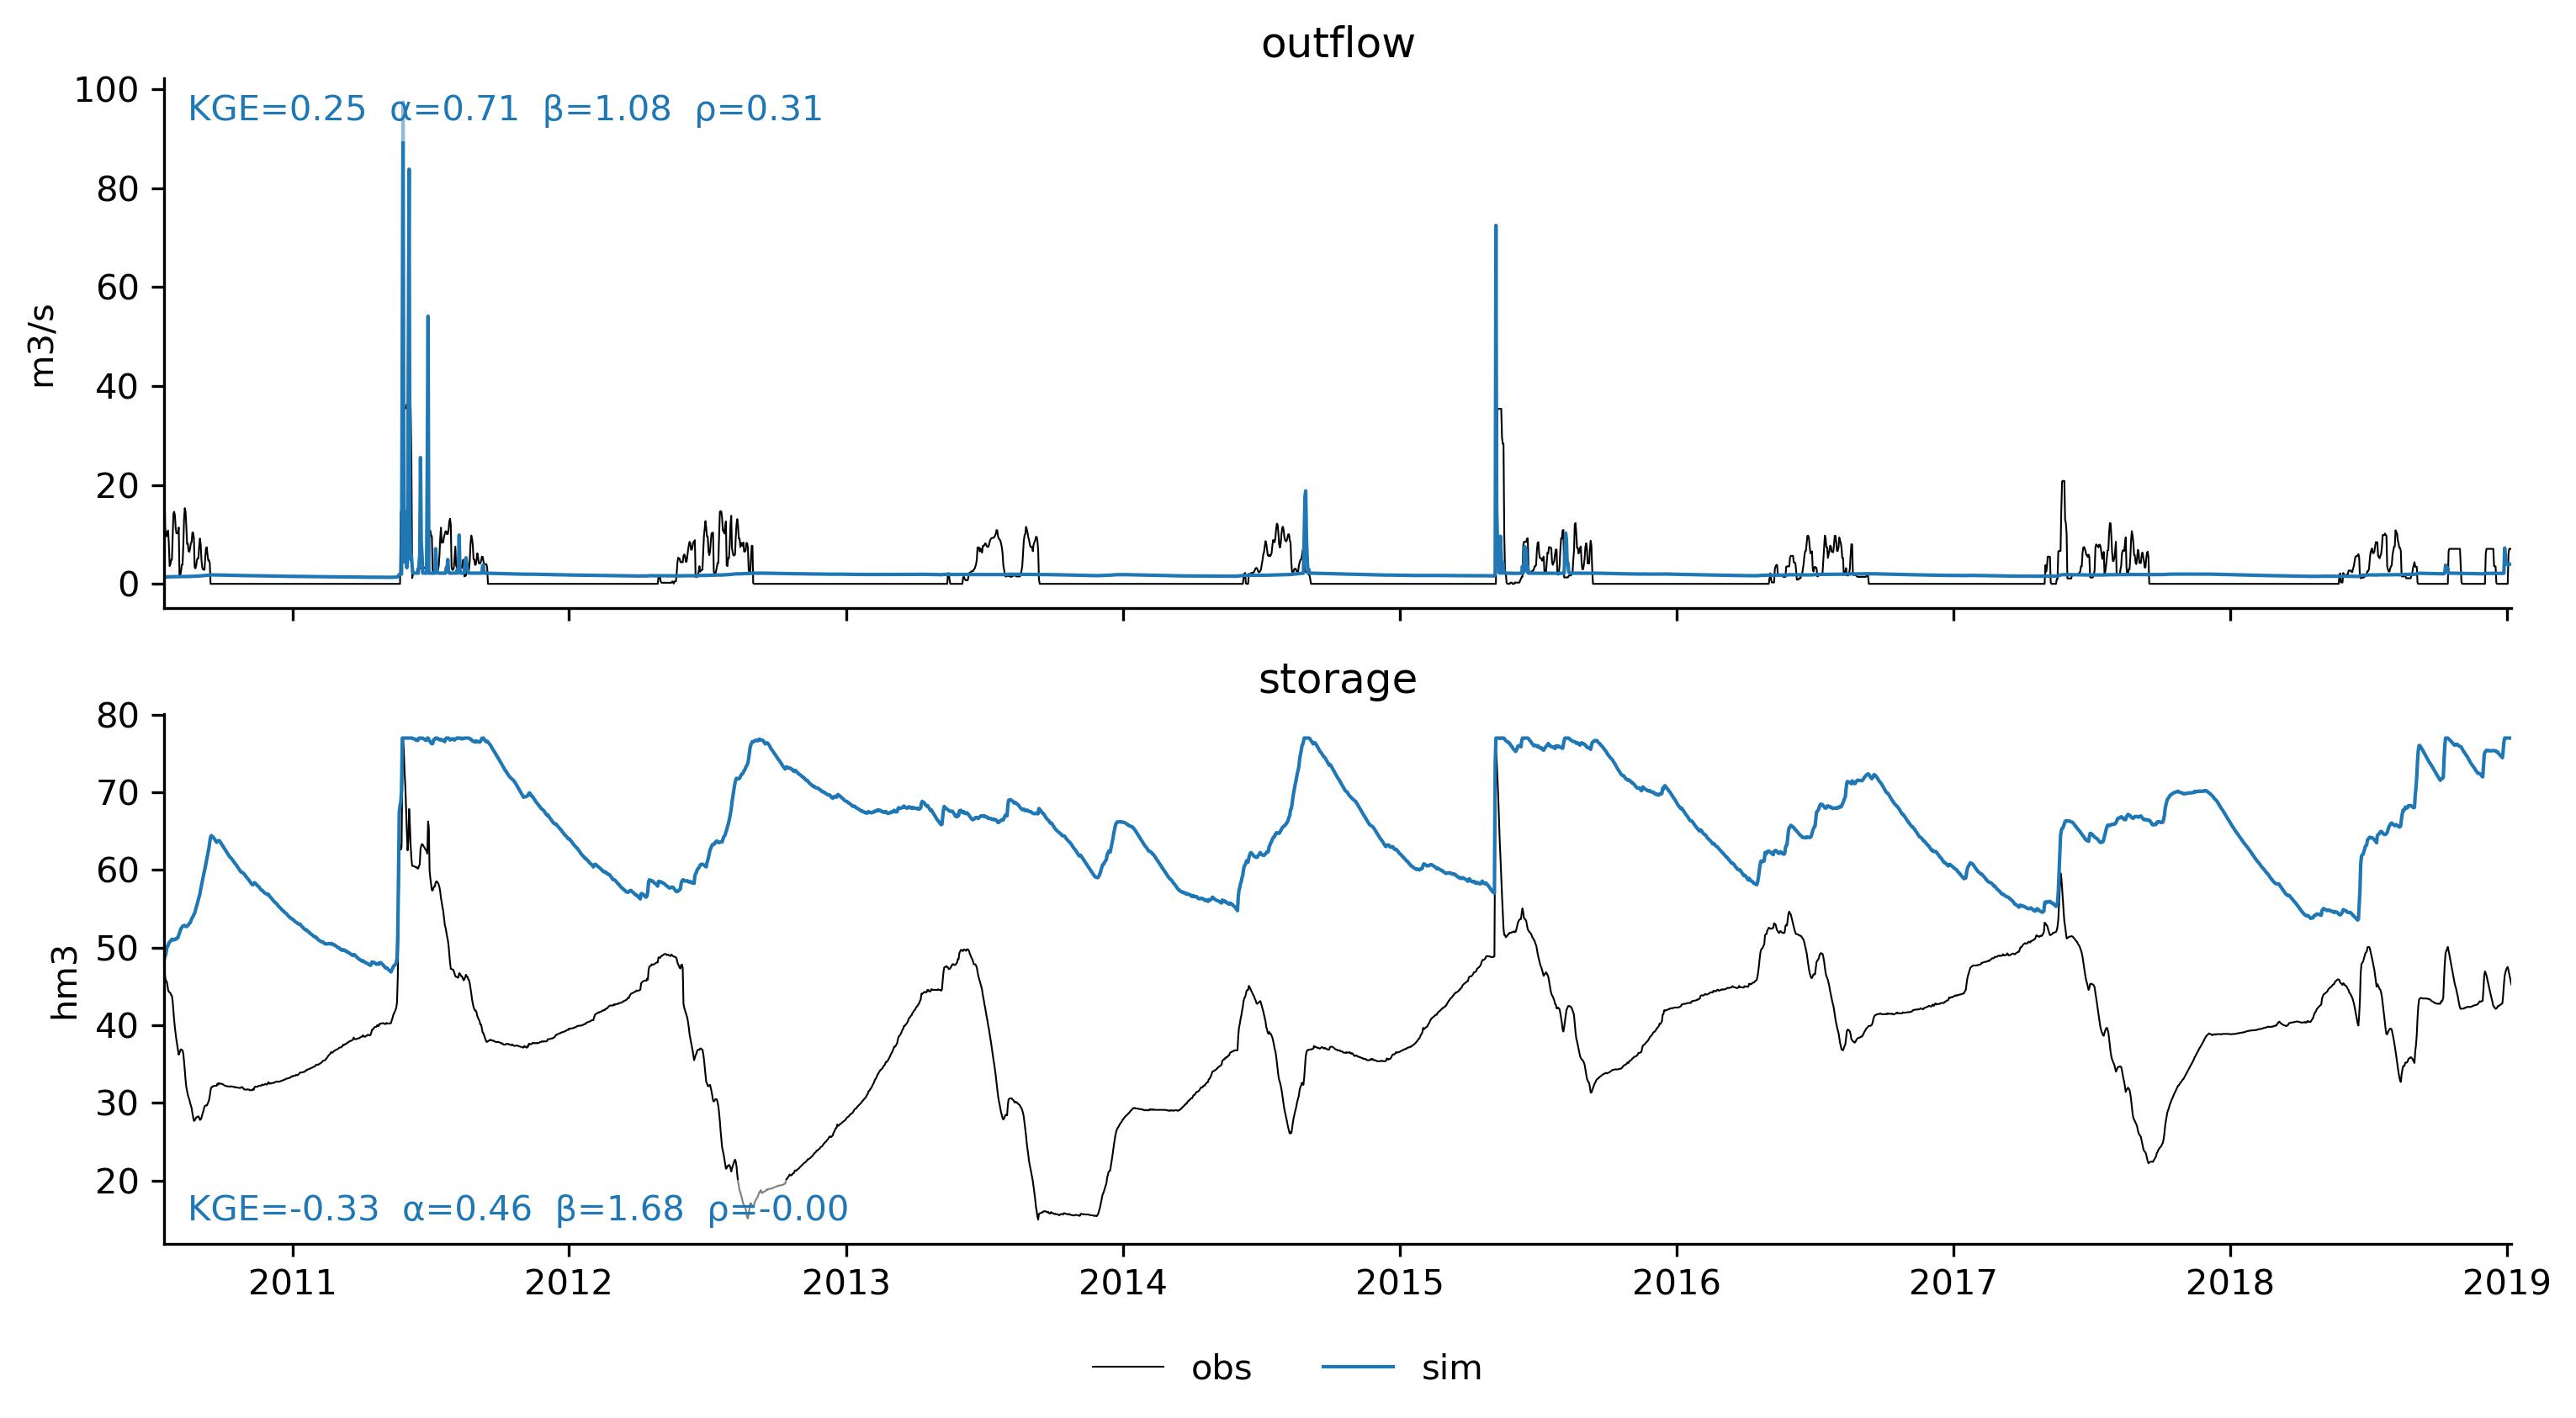 outflow
100
KGE=0.25 α=0.71 β=1.08 ρ=0.31
80
60
m3/s
40
20
0
storage
80
70
60
50
hm3
40
30
20
KGE=-0.33 α=0.46 β=1.68 ρ=-0.00
2011 2012 2013 2014 2015 2016 2017 2018 2019
obs sim